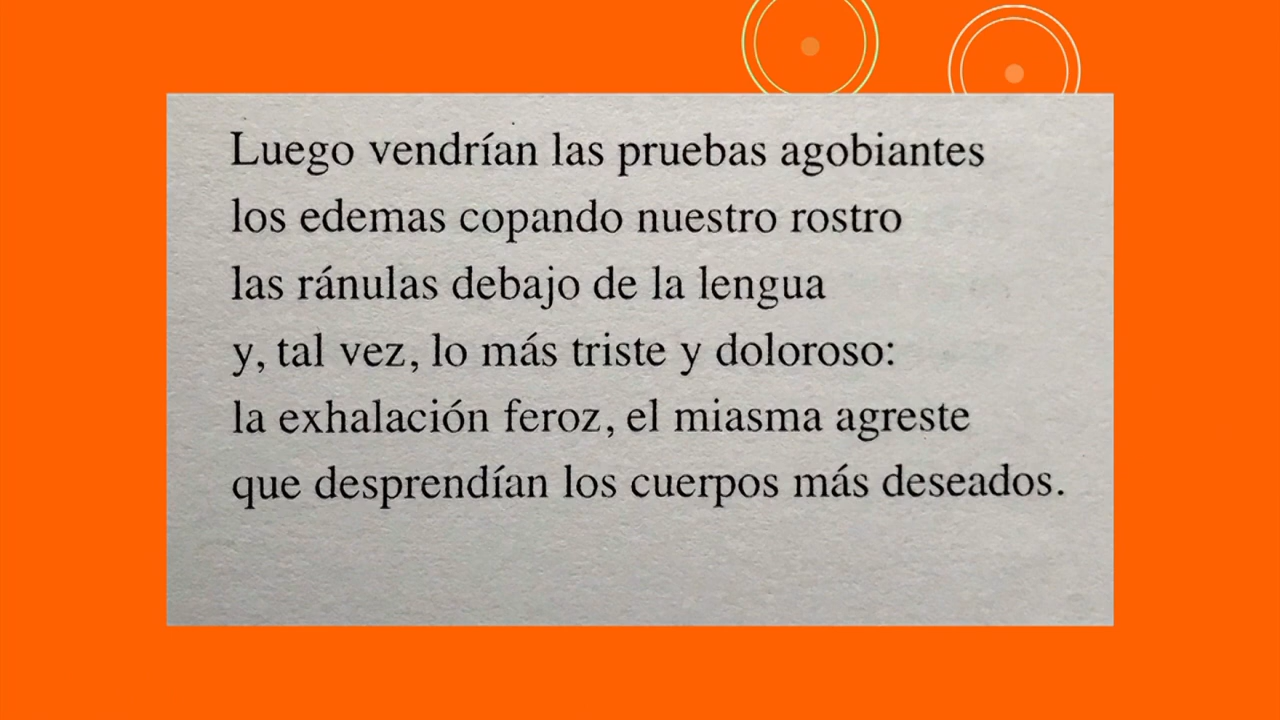 Luego vendrían las pruebas agobiantes
los edemas copando nuestro rostro
las ránulas debajo de la lengua
y, tal vez, lo más triste y doloroso:
la exhalación feroz, el miasma agreste
que desprendían los cuerpos más deseados.